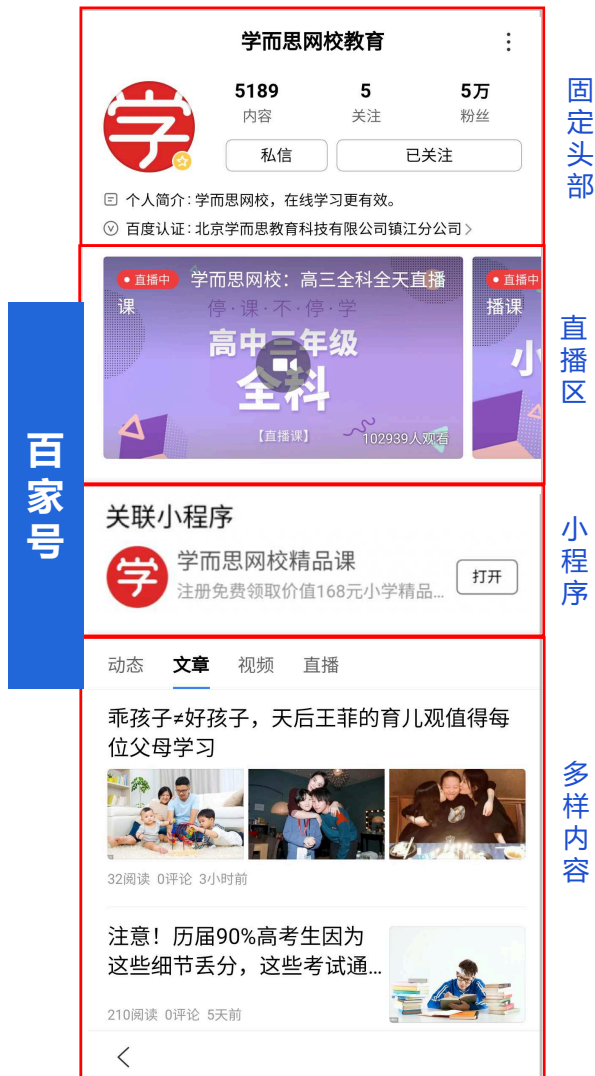 学而思网校教育
5189
5
5万
内容
关注
粉丝
私信
已关注
学
个人简介:学而思网校，在线学习更有效。
百度认证:北京学而思教育科技有限公司镇江分公司
固定头部
直播中 学而思网校：高三全科全天直播课
停·课·不·停·学
高中三年级
全科
【直播课】
102939人观看
直播中
播课
小
直播区
百家号
关联小程序
学
学而思网校精品课
注册免费领取价值168元小学精品...
打开
小程序
动态
文章
视频
直播
乖孩子≠好孩子，天后王菲的育儿观值得每
位父母学习
32阅读 0评论 3小时前
注意！历届90%高考生因为
这些细节丢分，这些考试通...
210阅读 0评论 5天前
多样内容